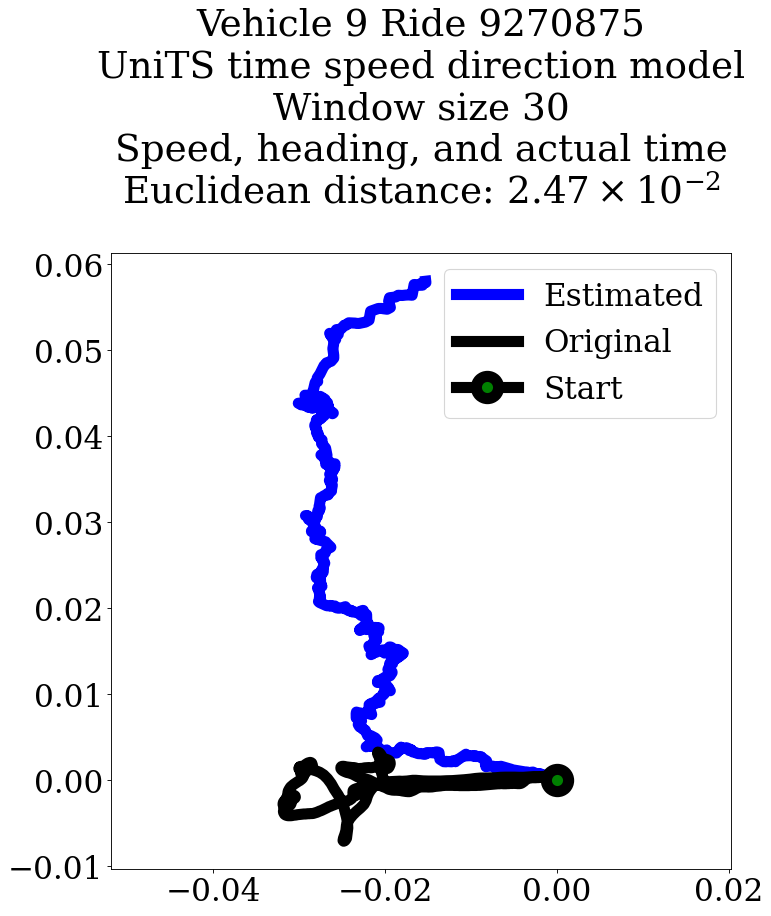 Vehicle 9 Ride 9270875
UniTS time speed direction model
Window size 30
Speed, heading, and actual time
Euclidean distance: 2.47 × 10⁻²
0.06
0.05
0.04
0.03
0.02
0.01
0.00
−0.01
Estimated
Original
Start
−0.04
−0.02
0.00
0.02